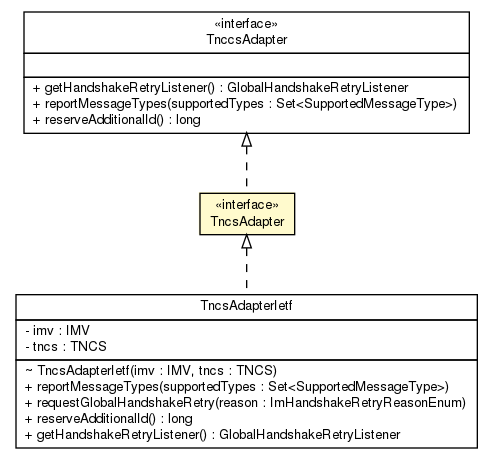 «interface»
TnccsAdapter
+ getHandshakeRetryListener() : GlobalHandshakeRetryListener
+ reportMessageTypes(supportedTypes : Set<SupportedMessageType>)
+ reserveAdditionalId() : long
«interface»
TncsAdapter
TncsAdapterIetf
- imv : IMV
- tncs : TNCS
~ TncsAdapterIetf(imv : IMV, tncs : TNCS)
+ reportMessageTypes(supportedTypes : Set<SupportedMessageType>)
+ requestGlobalHandshakeRetry(reason : ImHandshakeRetryReasonEnum)
+ reserveAdditionalId() : long
+ getHandshakeRetryListener() : GlobalHandshakeRetryListener